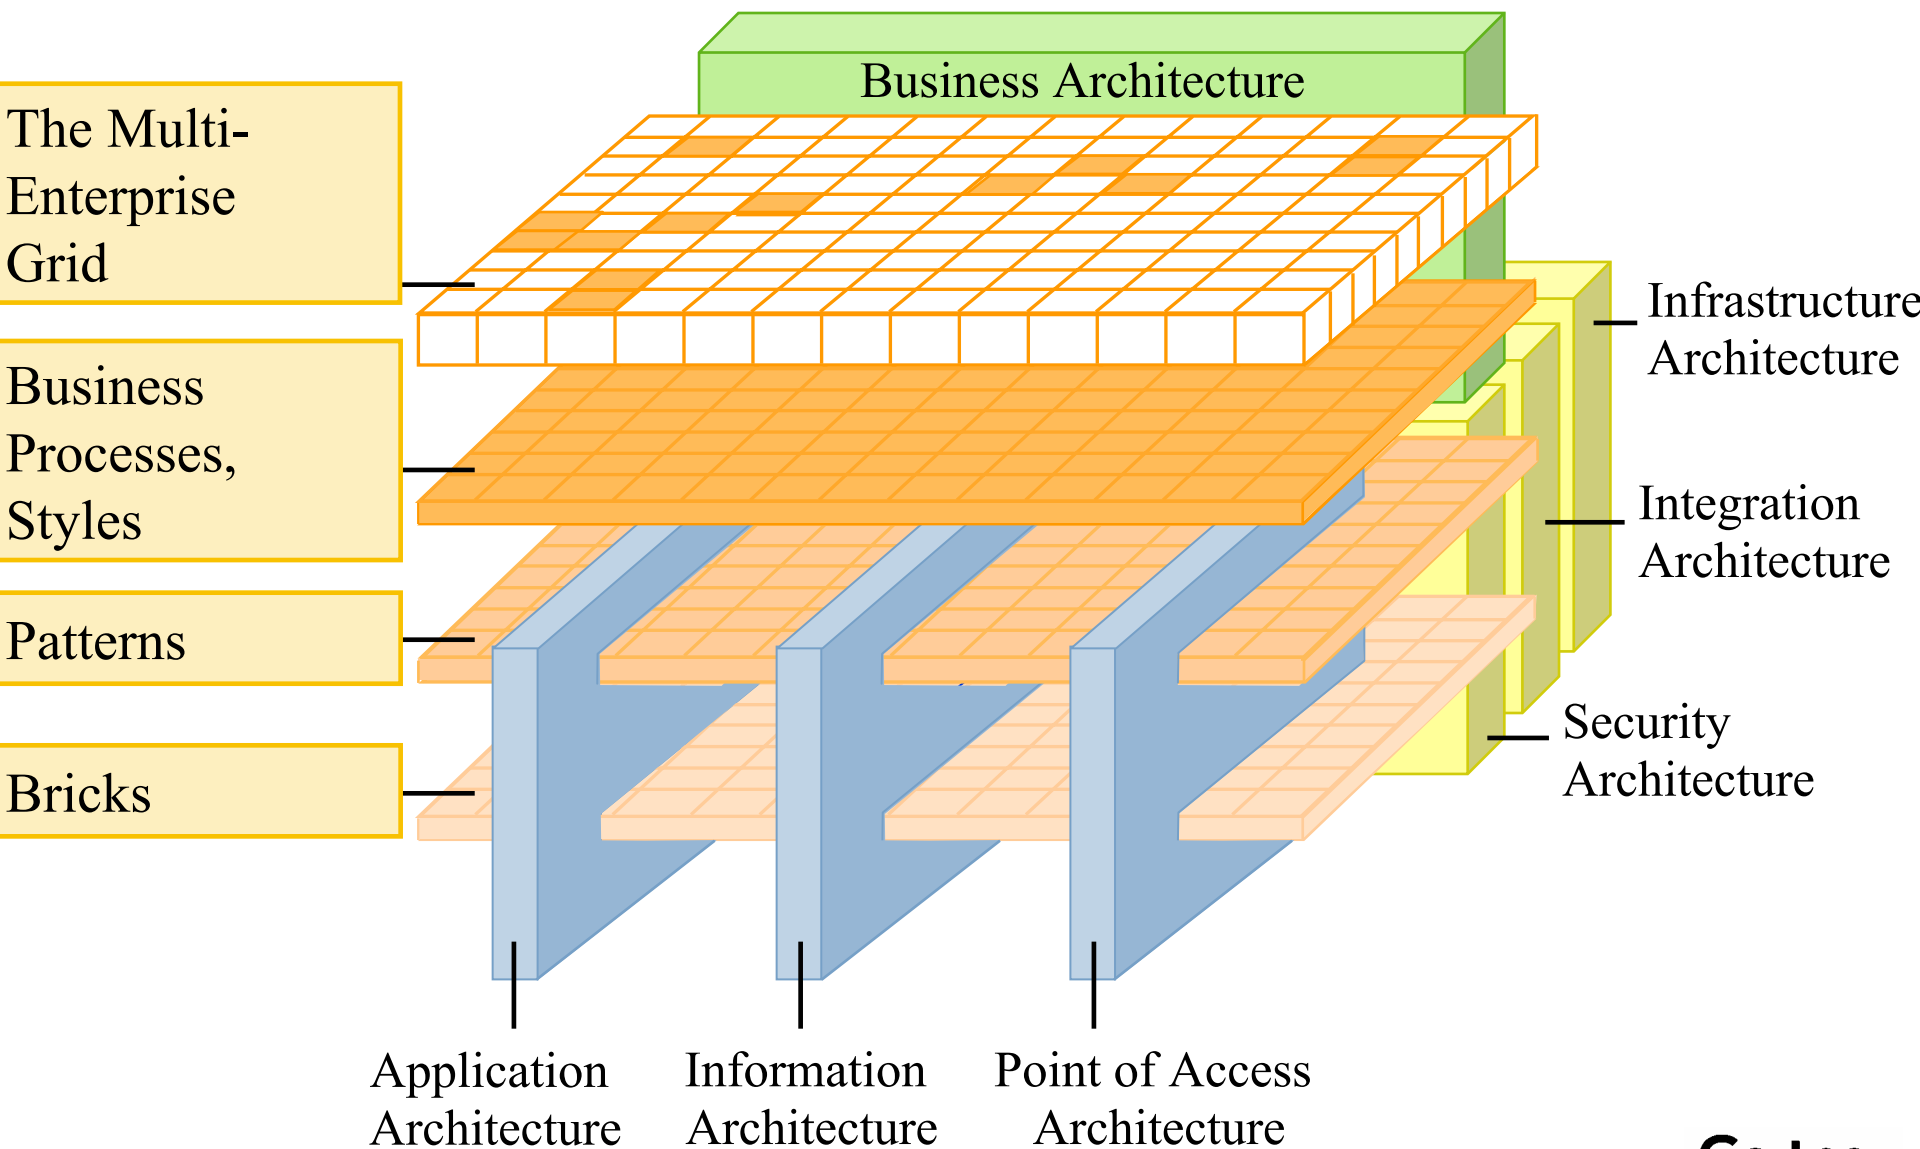 Business Architecture
The Multi-
Enterprise
Grid
Business
Processes,
Styles
Patterns
Bricks
Infrastructure
Architecture
Integration
Architecture
Security
Architecture
Application
Architecture
Information
Architecture
Point of Access
Architecture